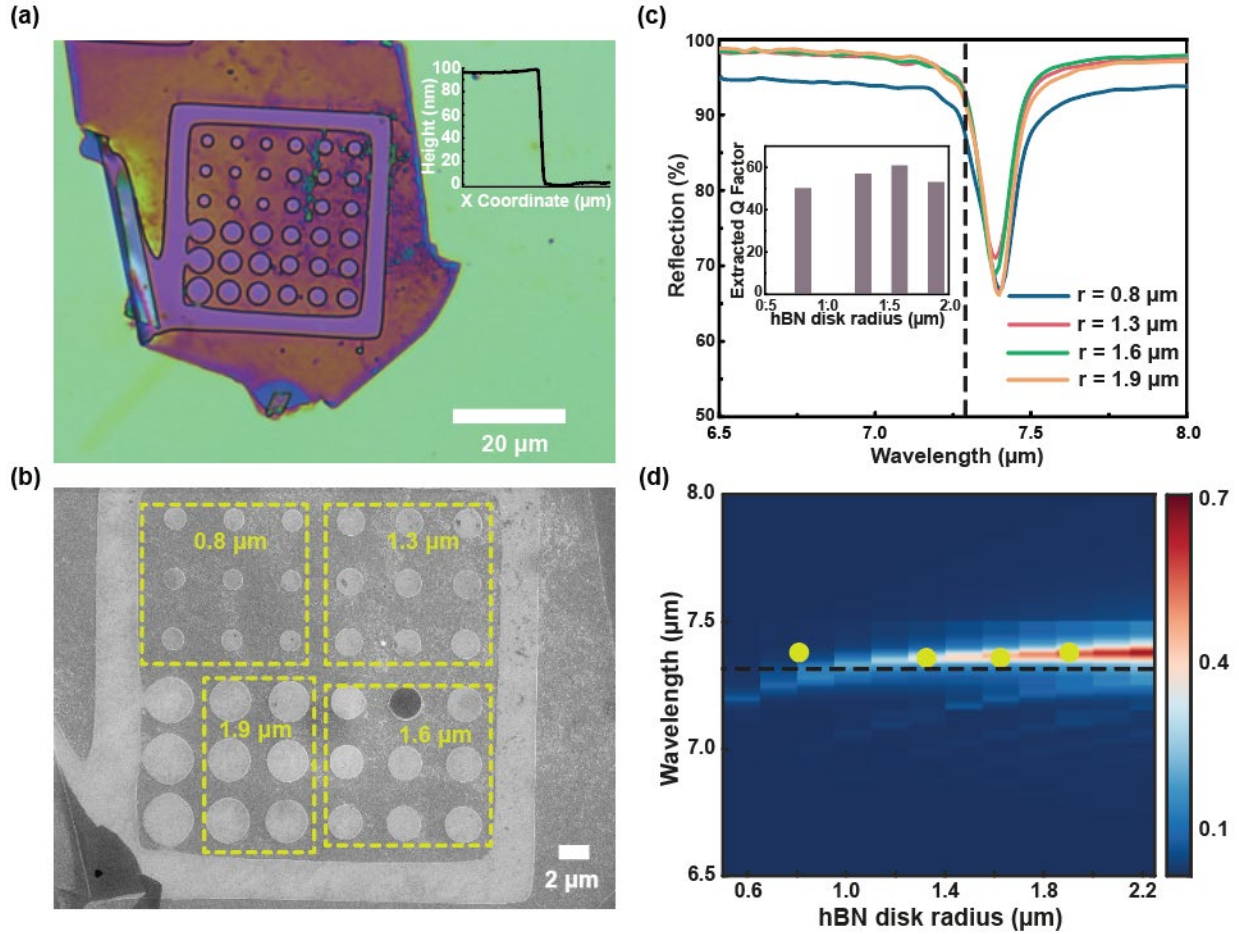 (a)
100
80
60
40
20
0
Height (nm)
X Coordinate (µm)
20 µm
(b)
0.8 µm
1.3 µm
1.9 µm
1.6 µm
2 µm
(c)
100
90
80
70
60
50
Reflection (%)
6.5 7.0 7.5 8.0
Wavelength (µm)
60
40
20
0
Extracted Q Factor
0.5 1.0 1.5 2.0
hBN disk radius (µm)
r = 0.8 µm
r = 1.3 µm
r = 1.6 µm
r = 1.9 µm
(d)
8.0
7.5
7.0
6.5
Wavelength (µm)
0.6 1.0 1.4 1.8 2.2
hBN disk radius (µm)
0.7
0.4
0.1